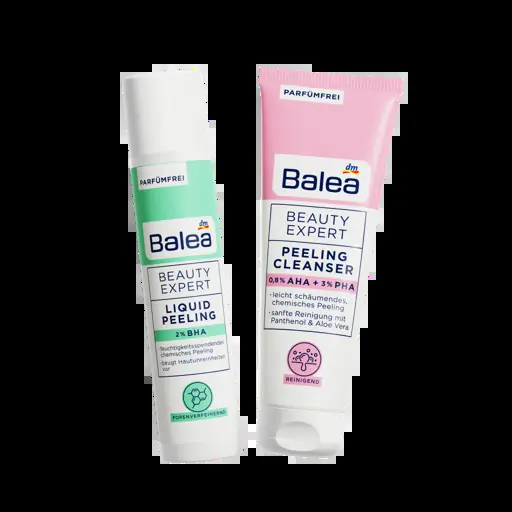 PARFÜMFREI
dm
Balea
BEAUTY
EXPERT
LIQUID
PEELING
2% BHA
feuchtigkeitsspendendes
chemisches Peeling
beugt Hautunreinheiten
vor
PORENVERFEINERND
PARFÜMFREI
dm
Balea
BEAUTY
EXPERT
PEELING
CLEANSER
0,8% AHA + 3% PHA
•leicht schäumendes,
chemisches Peeling
•sanfte Reinigung mit
Panthenol & Aloe Vera
REINIGEND